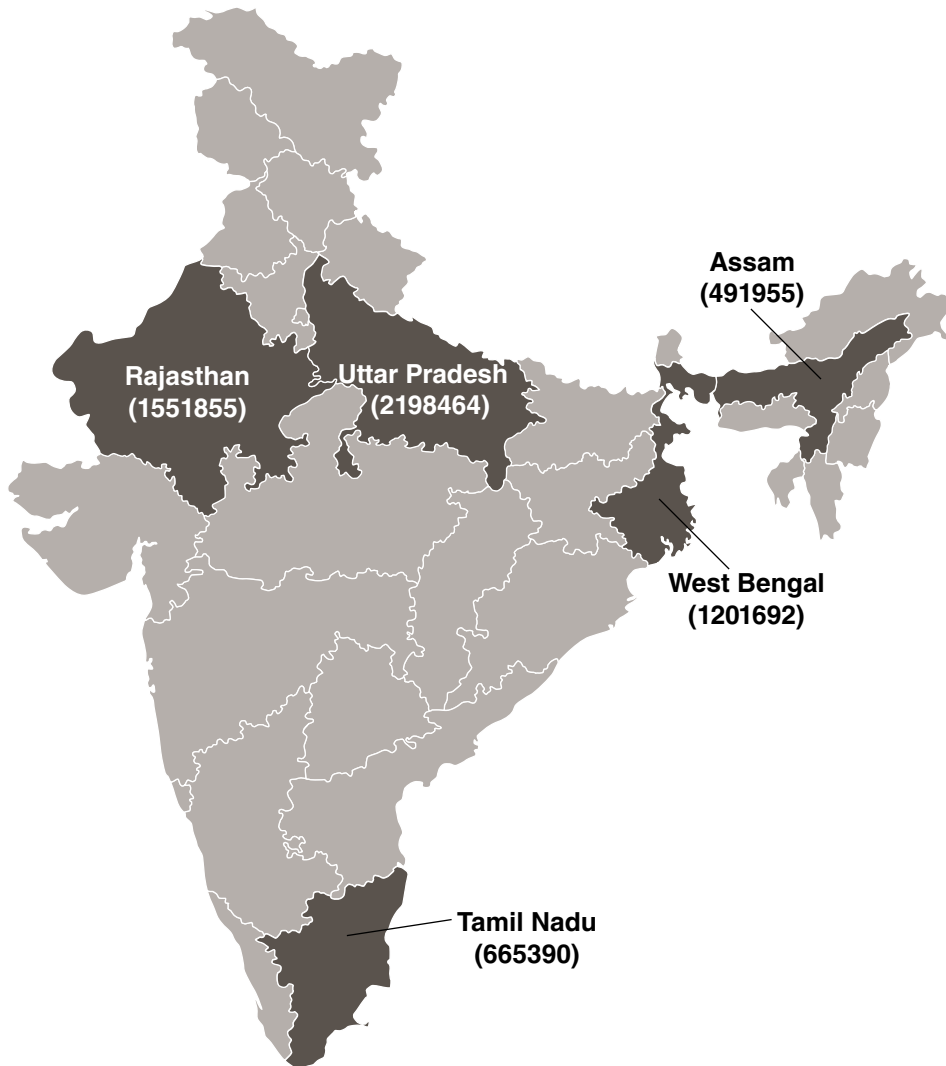 Assam
(491955)
Rajasthan
(1551855)
Uttar Pradesh
(2198464)
West Bengal
(1201692)
Tamil Nadu
(665390)